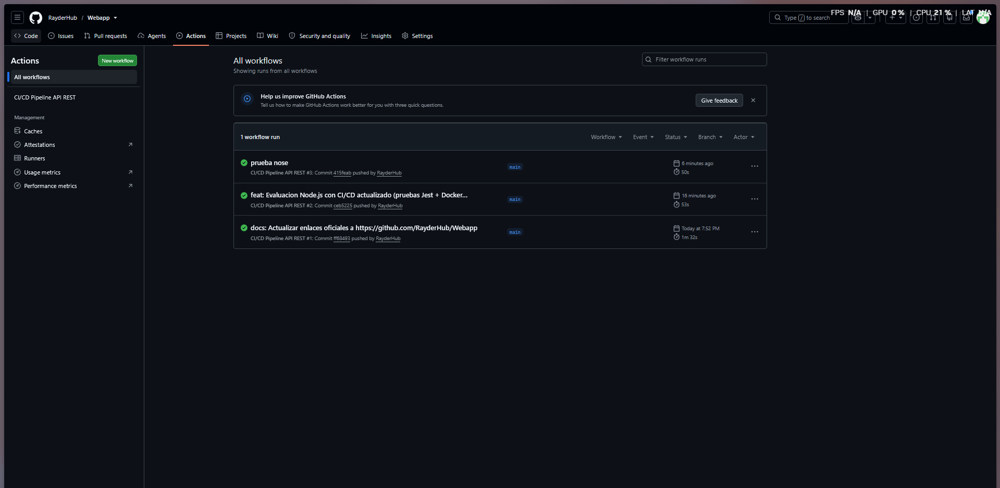 RayderHub / Webapp
Type / to search
FPS N/A | GPU 0% | CPU 21% | LAT N/A
Code Issues Pull requests Agents Actions Projects Wiki Security and quality Insights Settings
Actions
New workflow
All workflows
CI/CD Pipeline API REST
Management
Caches
Attestations
Runners
Usage metrics
Performance metrics
All workflows
Showing runs from all workflows
Filter workflow runs
Help us improve GitHub Actions
Tell us how to make GitHub Actions work better for you with three quick questions.
Give feedback
1 workflow run
Workflow Event Status Branch Actor
prueba nose
CI/CD Pipeline API REST #3: Commit 415feab pushed by RayderHub
main
6 minutes ago
50s
feat: Evaluacion Node.js con CI/CD actualizado (pruebas Jest + Docker...
CI/CD Pipeline API REST #2: Commit ceb5225 pushed by RayderHub
main
16 minutes ago
53s
docs: Actualizar enlaces oficiales a https://github.com/RayderHub/Webapp
CI/CD Pipeline API REST #1: Commit ff68493 pushed by RayderHub
main
Today at 7:52 PM
1m 32s